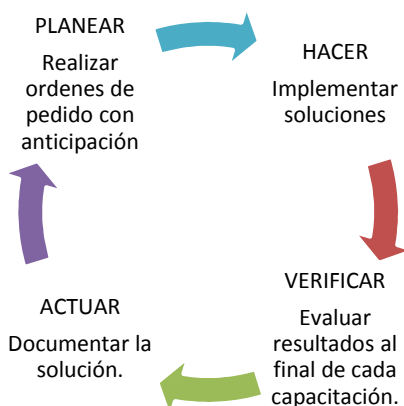 PLANEAR
Realizar
ordenes de
pedido con
anticipación
HACER
Implementar
soluciones
VERIFICAR
Evaluar
resultados al
final de cada
capacitación.
ACTUAR
Documentar la
solución.